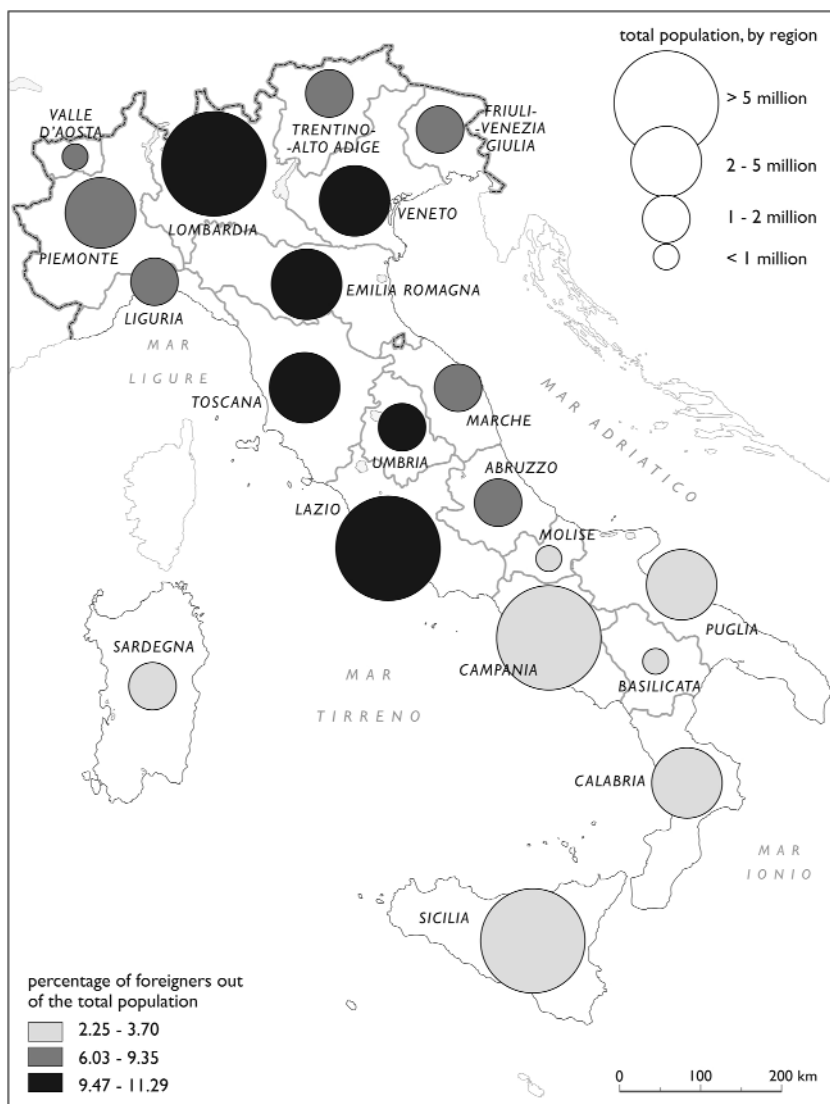 total population, by region
> 5 million
2 - 5 million
1 - 2 million
< 1 million
VALLE
D'AOSTA
TRENTINO-
-ALTO ADIGE
FRIULI-
-VENEZIA
GIULIA
LOMBARDIA
VENETO
PIEMONTE
EMILIA ROMAGNA
LIGURIA
MAR
LIGURE
TOSCANA
MARCHE
MAR ADRIATICO
UMBRIA
ABRUZZO
LAZIO
MOLISE
PUGLIA
SARDEGNA
CAMPANIA
BASILICATA
MAR
TIRRENO
CALABRIA
MAR
IONIO
SICILIA
percentage of foreigners out
of the total population
2.25 - 3.70
6.03 - 9.35
9.47 - 11.29
0 100 200 km